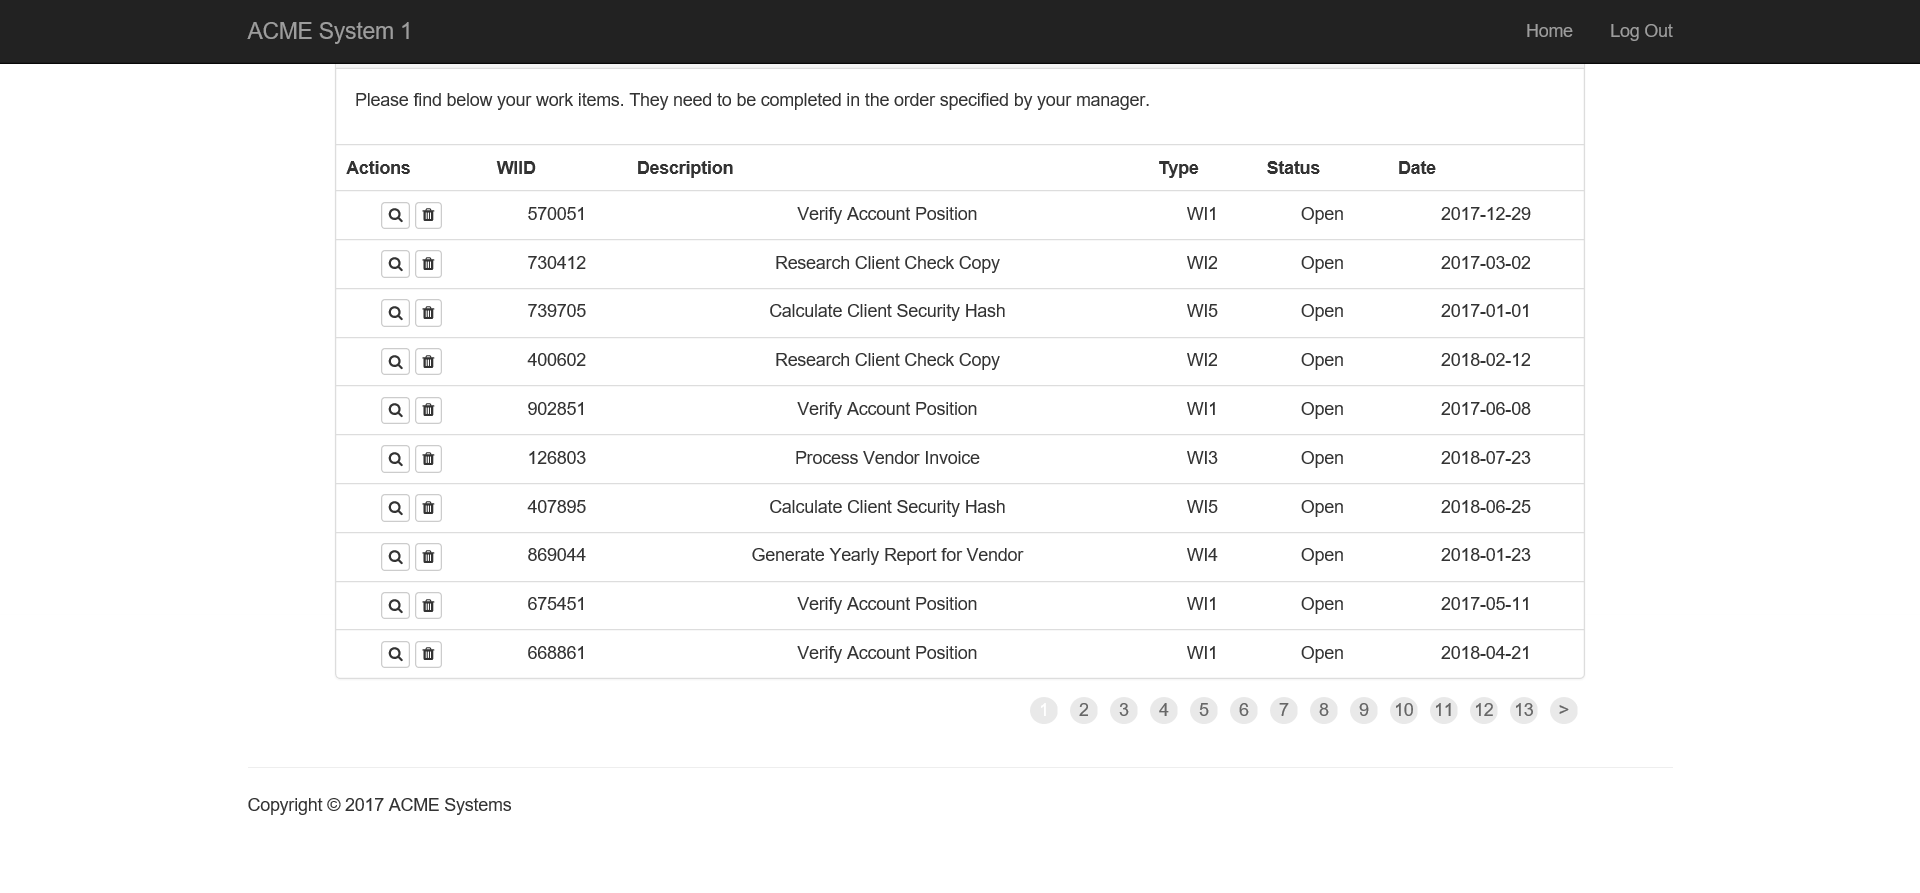 ACME System 1 Home Log Out
Please find below your work items. They need to be completed in the order specified by your manager.
Actions WIID Description Type Status Date
570051 Verify Account Position WI1 Open 2017-12-29
730412 Research Client Check Copy WI2 Open 2017-03-02
739705 Calculate Client Security Hash WI5 Open 2017-01-01
400602 Research Client Check Copy WI2 Open 2018-02-12
902851 Verify Account Position WI1 Open 2017-06-08
126803 Process Vendor Invoice WI3 Open 2018-07-23
407895 Calculate Client Security Hash WI5 Open 2018-06-25
869044 Generate Yearly Report for Vendor WI4 Open 2018-01-23
675451 Verify Account Position WI1 Open 2017-05-11
668861 Verify Account Position WI1 Open 2018-04-21
1 2 3 4 5 6 7 8 9 10 11 12 13 >
Copyright © 2017 ACME Systems